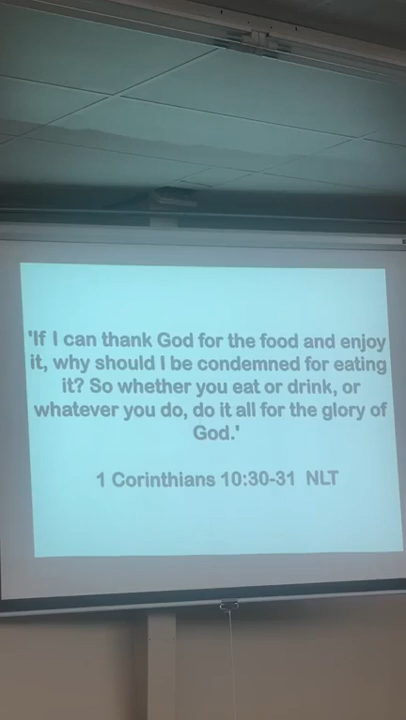 'If I can thank God for the food and enjoy
it, why should I be condemned for eating
it? So whether you eat or drink, or
whatever you do, do it all for the glory of
God.'
1 Corinthians 10:30-31 NLT